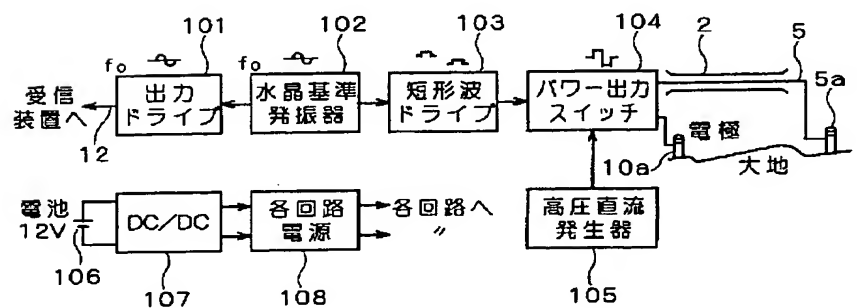 101
102
103
104
2
5
5a
fo
fo
受信
装置へ
12
出力
ドライブ
水晶基準
発振器
短形波
ドライブ
パワー出力
スイッチ
電極
10a
大地
電池
12V
106
DC/DC
107
各回路
電源
108
各回路へ
〃
高圧直流
発生器
105